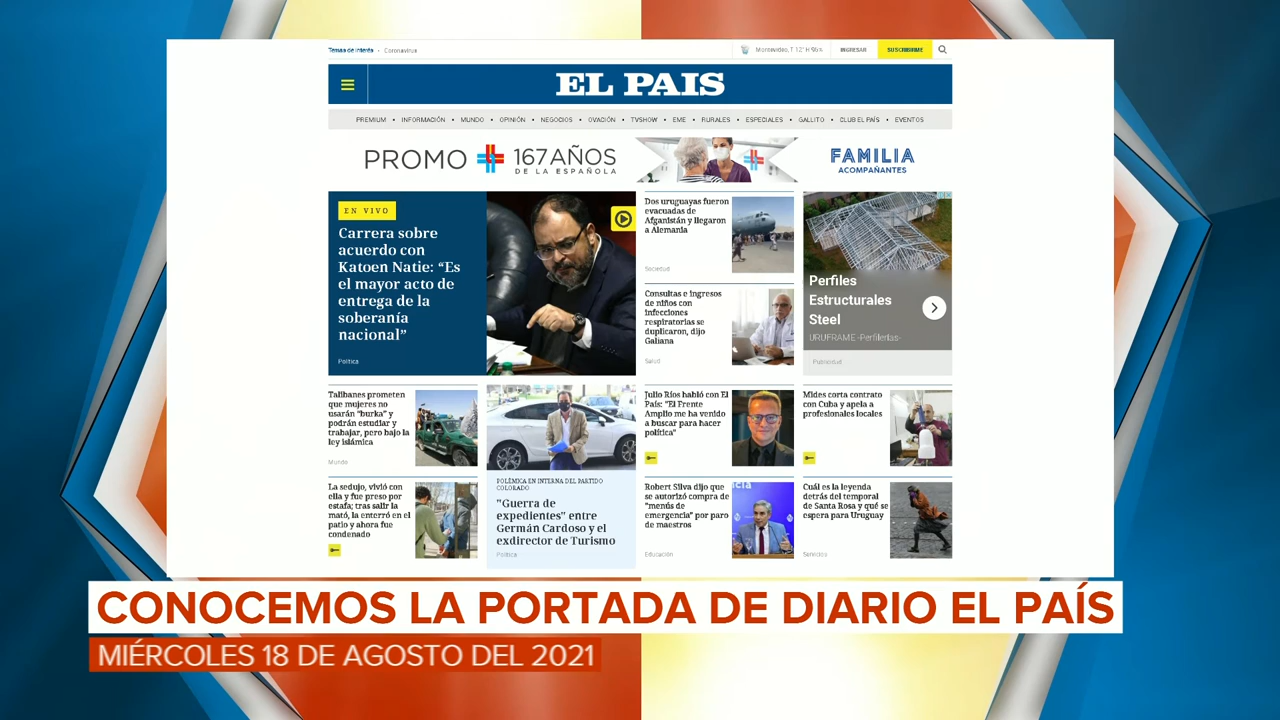 Temas de interés • Coronavirus
Montevideo, T 12° H 95%
INGRESAR
SUSCRIBIRME
EL PAIS
PREMIUM • INFORMACIÓN • MUNDO • OPINIÓN • NEGOCIOS • OVACIÓN • TVSHOW • EME • RURALES • ESPECIALES • GALLITO • CLUB EL PAÍS • EVENTOS
PROMO
167 AÑOS
DE LA ESPAÑOLA
FAMILIA
ACOMPAÑANTES
EN VIVO
Carrera sobre
acuerdo con
Katoen Natie: “Es
el mayor acto de
entrega de la
soberanía
nacional”
Política
Dos uruguayas fueron
evacuadas de
Afganistán y llegaron
a Alemania
Sociedad
Consultas e ingresos
de niños con
infecciones
respiratorias se
duplicaron, dijo
Galiana
Salud
Perfiles
Estructurales
Steel
URUFRAME -Perfilerías-
Publicidad
Talibanes prometen
que mujeres no
usarán "burka" y
podrán estudiar y
trabajar, pero bajo la
ley islámica
Mundo
POLÉMICA EN INTERNA DEL PARTIDO
COLORADO
"Guerra de
expedientes" entre
Germán Cardoso y el
exdirector de Turismo
Política
Julio Ríos habló con El
País: "El Frente
Amplio me ha venido
a buscar para hacer
política"
Mides corta contrato
con Cuba y apela a
profesionales locales
La sedujo, vivió con
ella y fue preso por
estafa; tras salir la
mató, la enterró en el
patio y ahora fue
condenado
Robert Silva dijo que
se autorizó compra de
"menús de
emergencia" por paro
de maestros
Educación
Cuál es la leyenda
detrás del temporal
de Santa Rosa y qué se
espera para Uruguay
Servicios
CONOCEMOS LA PORTADA DE DIARIO EL PAÍS
MIÉRCOLES 18 DE AGOSTO DEL 2021